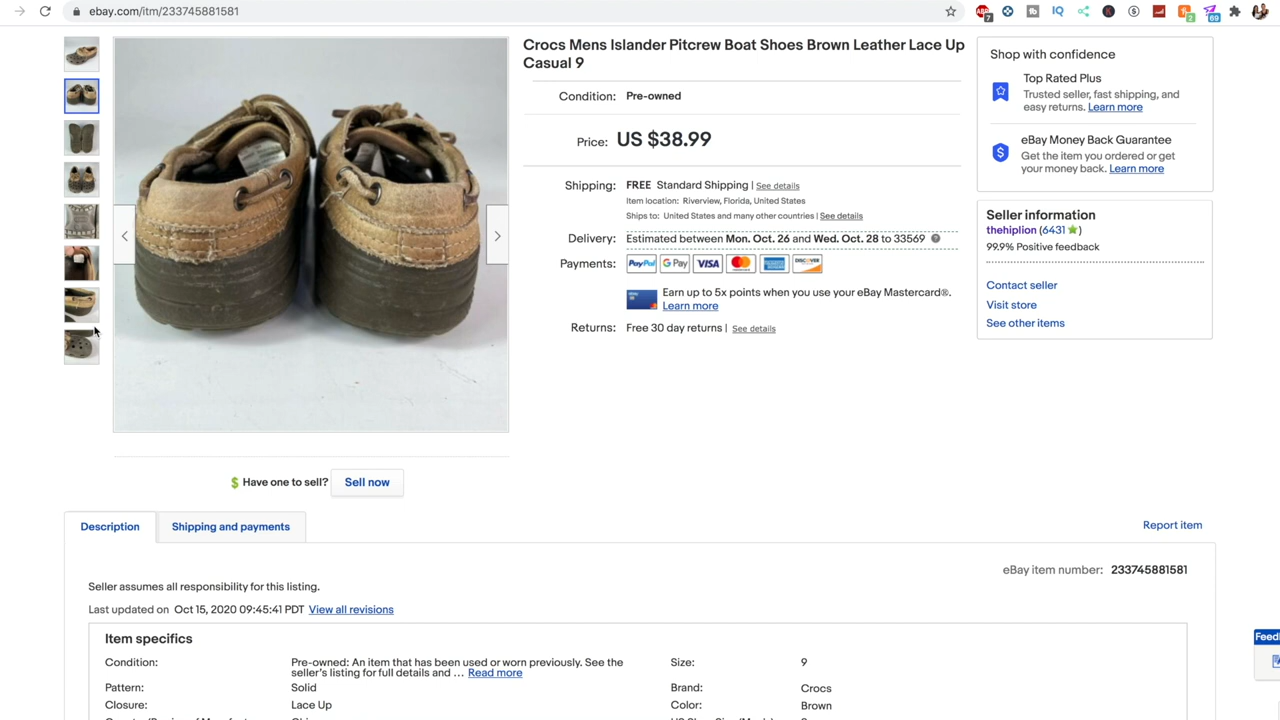 ebay.com/itm/233745881581
Crocs Mens Islander Pitcrew Boat Shoes Brown Leather Lace Up
Casual 9
Condition: Pre-owned
Price: US $38.99
Shipping: FREE Standard Shipping | See details
Item location: Riverview, Florida, United States
Ships to: United States and many other countries | See details
Delivery: Estimated between Mon. Oct. 26 and Wed. Oct. 28 to 33569
Payments: PayPal G Pay VISA MasterCard DISCOVER
Earn up to 5x points when you use your eBay Mastercard®.
Learn more
Returns: Free 30 day returns | See details
Shop with confidence
Top Rated Plus
Trusted seller, fast shipping, and
easy returns. Learn more
eBay Money Back Guarantee
Get the item you ordered or get
your money back. Learn more
Seller information
thehiplion (6431)
99.9% Positive feedback
Contact seller
Visit store
See other items
Have one to sell? Sell now
Description Shipping and payments
Report item
eBay item number: 233745881581
Seller assumes all responsibility for this listing.
Last updated on Oct 15, 2020 09:45:41 PDT View all revisions
Item specifics
Condition: Pre-owned: An item that has been used or worn previously. See the
seller's listing for full details and ... Read more
Size: 9
Pattern: Solid
Brand: Crocs
Closure: Lace Up
Color: Brown
Feed